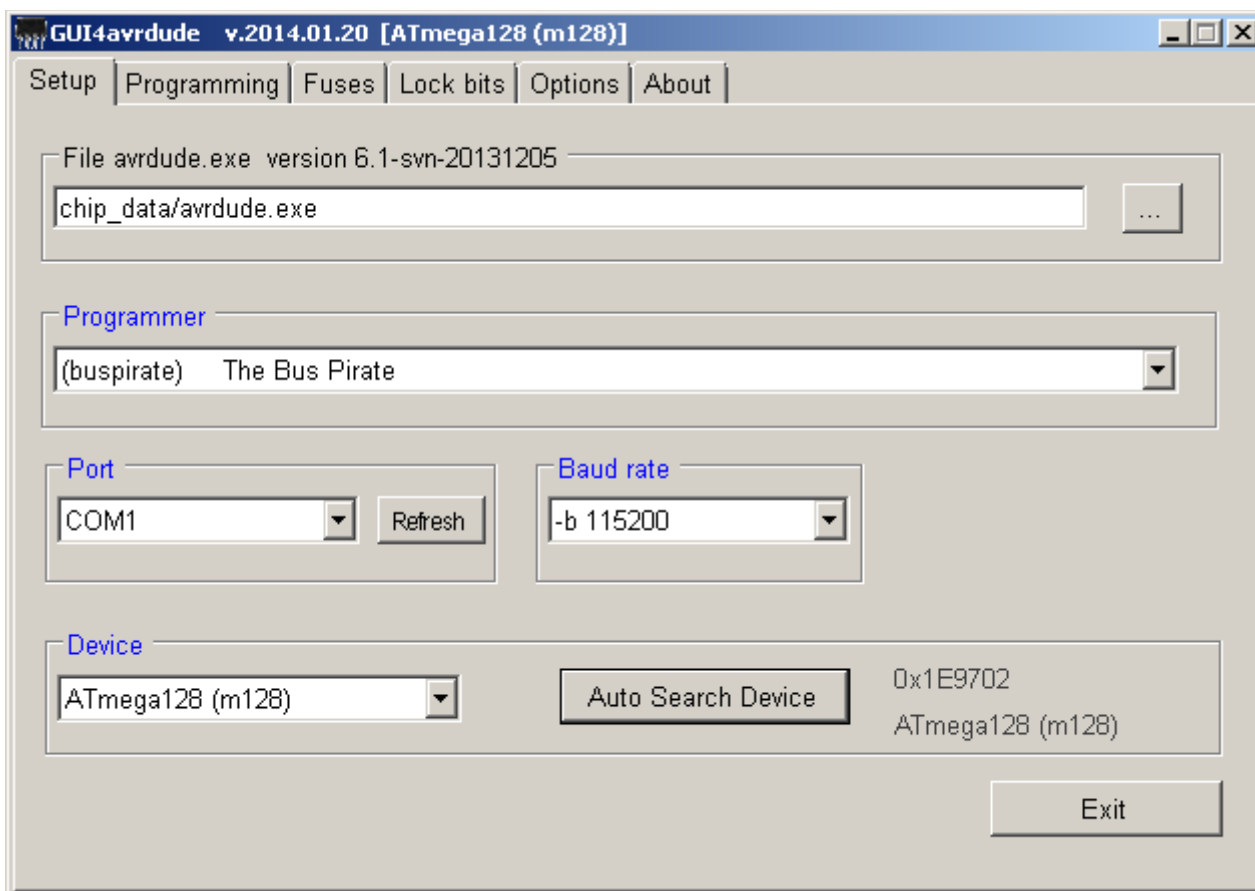 GUI4avrdude v.2014.01.20 [ATmega128 (m128)]
Setup Programming Fuses Lock bits Options About
File avrdude.exe version 6.1-svn-20131205
chip_data/avrdude.exe ...
Programmer
(buspirate) The Bus Pirate
Port Baud rate
COM1 Refresh -b 115200
Device
ATmega128 (m128) Auto Search Device 0x1E9702
ATmega128 (m128)
Exit